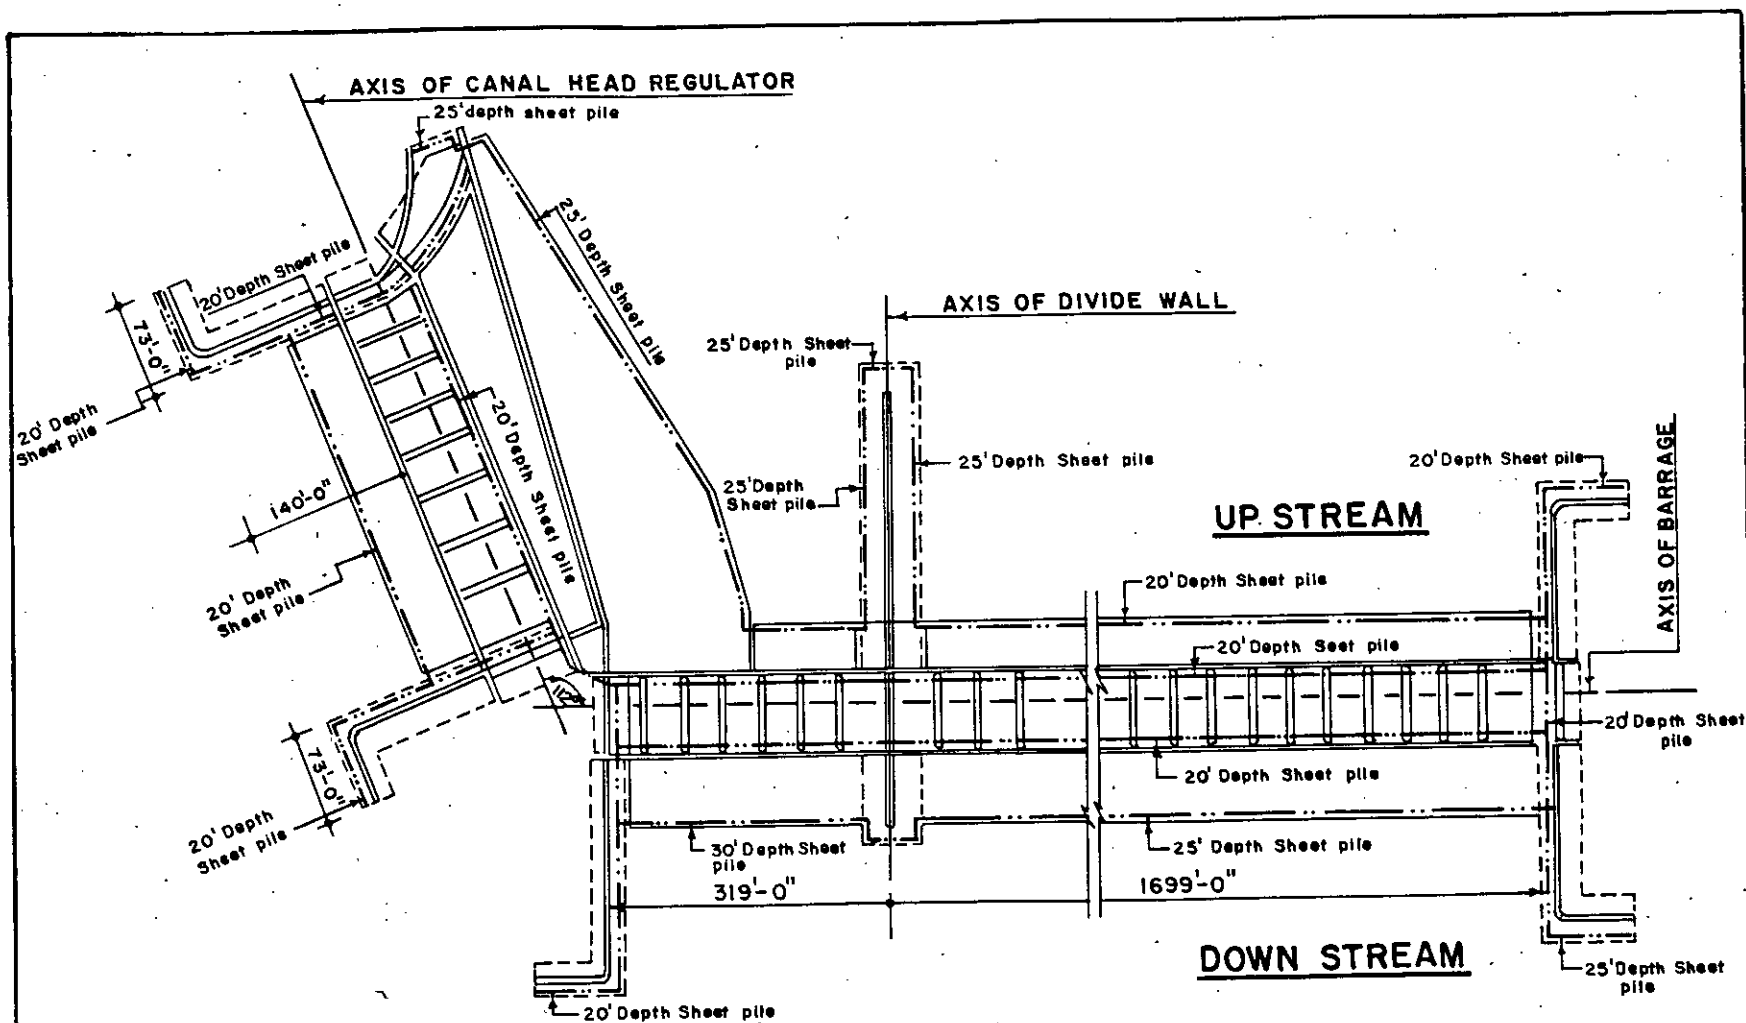 AXIS OF CANAL HEAD REGULATOR
25' depth sheet pile
25' Depth Sheet pile
20' Depth Sheet pile
73'-0"
20' Depth
Sheet pile
140'-0"
20' Depth Sheet pile
20' Depth
Sheet pile
AXIS OF DIVIDE WALL
25' Depth Sheet
pile
25' Depth Sheet pile
25' Depth
Sheet pile
UP STREAM
20' Depth Sheet pile
AXIS OF BARRAGE
20' Depth Sheet pile
20' Depth Seet pile
112°
20' Depth Sheet
pile
20' Depth Sheet pile
73'-0"
20' Depth
Sheet pile
30' Depth Sheet
pile
25' Depth Sheet pile
319'-0"
1699'-0"
DOWN STREAM
25' Depth Sheet
pile
20' Depth Sheet pile